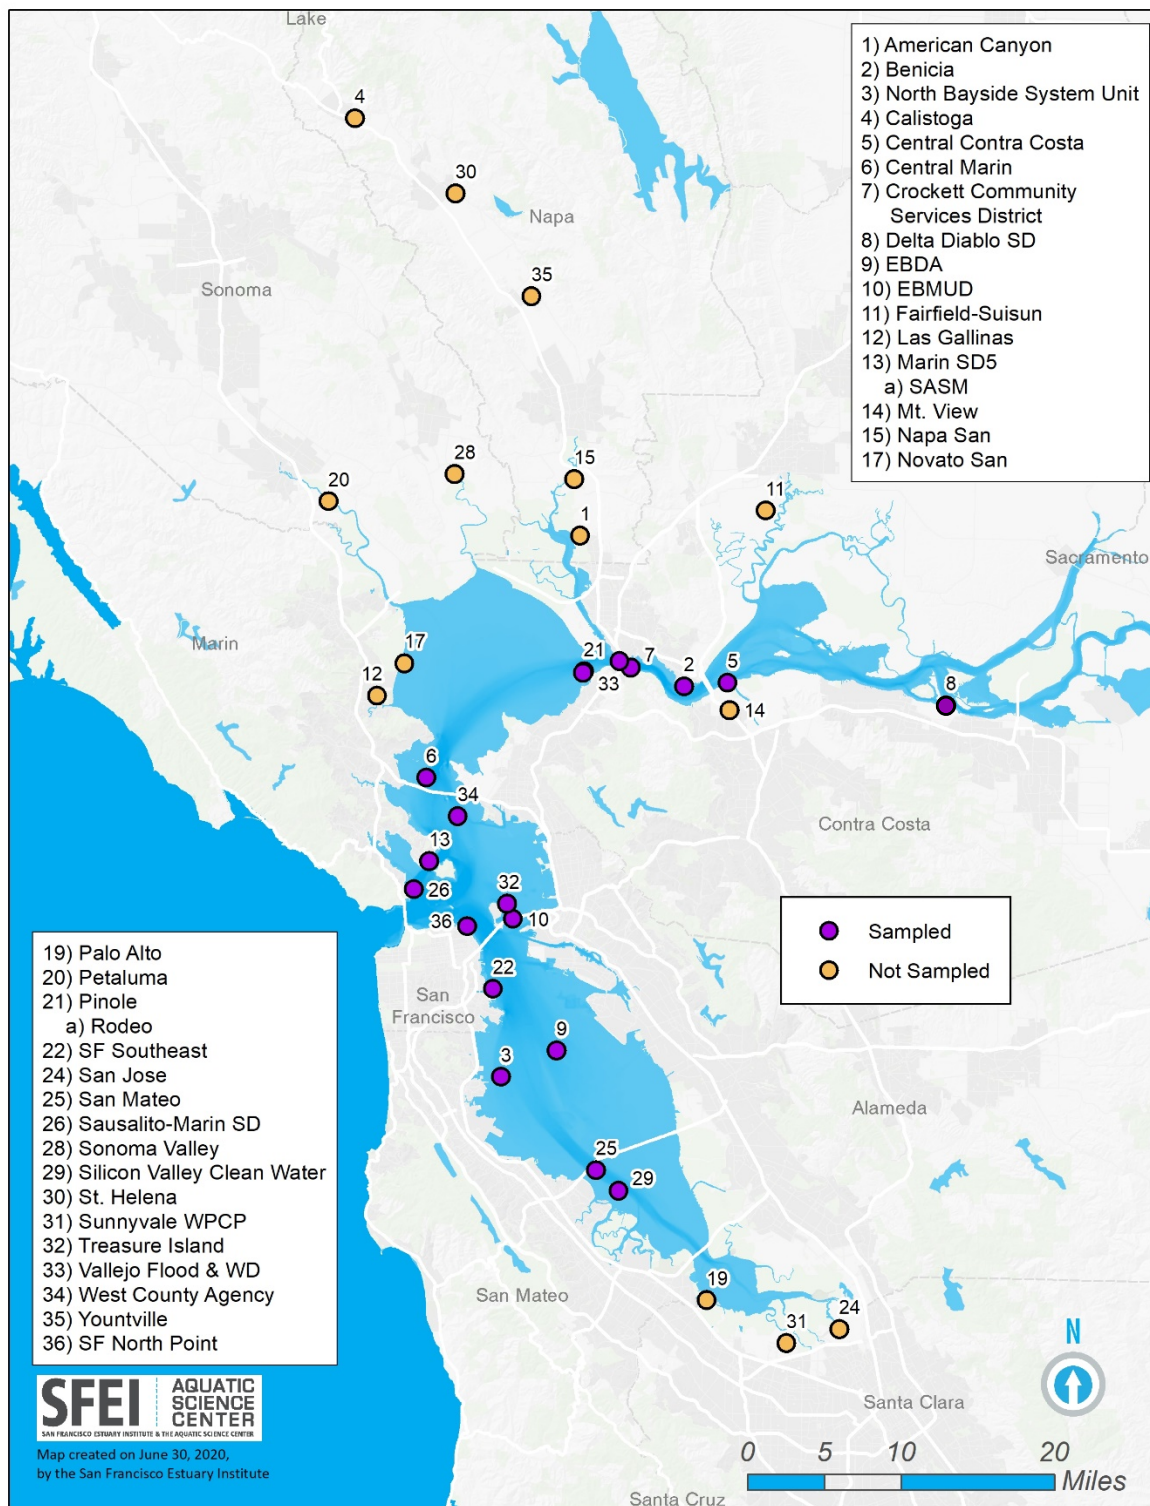 Lake
1) American Canyon
2) Benicia
3) North Bayside System Unit
4) Calistoga
5) Central Contra Costa
6) Central Marin
7) Crockett Community
Services District
8) Delta Diablo SD
9) EBDA
10) EBMUD
11) Fairfield-Suisun
12) Las Gallinas
13) Marin SD5
a) SASM
14) Mt. View
15) Napa San
17) Novato San
4
30
Napa
35
Sonoma
28
15
20
11
1
Sacramento
Marin
17
21
7
12
33
2
5
14
8
6
34
Contra Costa
13
26
32
36
10
Sampled
Not Sampled
22
San
Francisco
9
3
Alameda
25
29
19
San Mateo
31
24
Santa Clara
Santa Cruz
19) Palo Alto
20) Petaluma
21) Pinole
a) Rodeo
22) SF Southeast
24) San Jose
25) San Mateo
26) Sausalito-Marin SD
28) Sonoma Valley
29) Silicon Valley Clean Water
30) St. Helena
31) Sunnyvale WPCP
32) Treasure Island
33) Vallejo Flood & WD
34) West County Agency
35) Yountville
36) SF North Point
SFEI
AQUATIC
SCIENCE
CENTER
SAN FRANCISCO ESTUARY INSTITUTE & THE AQUATIC SCIENCE CENTER
Map created on June 30, 2020,
by the San Francisco Estuary Institute
N
0 5 10 20
Miles